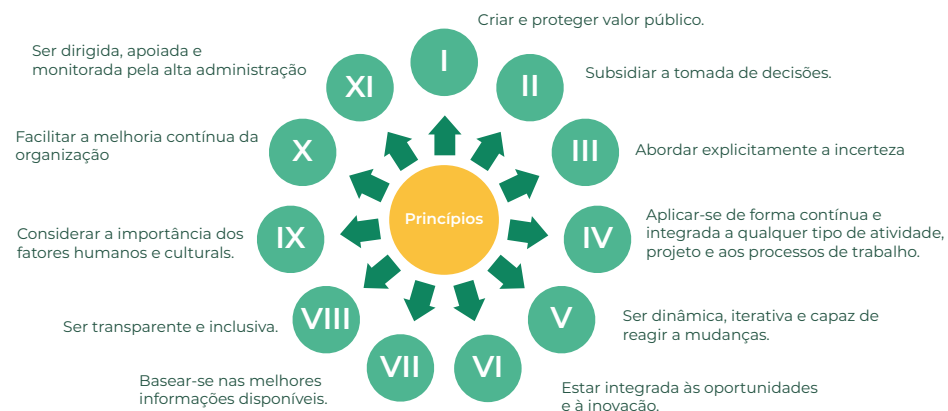 Princípios
I
Criar e proteger valor público.
II
Subsidiar a tomada de decisões.
III
Abordar explicitamente a incerteza
IV
Aplicar-se de forma contínua e
integrada a qualquer tipo de atividade,
projeto e aos processos de trabalho.
V
Ser dinâmica, iterativa e capaz de
reagir a mudanças.
VI
Estar integrada às oportunidades
e à inovação.
VII
Basear-se nas melhores
informações disponíveis.
VIII
Ser transparente e inclusiva.
IX
Considerar a importância dos
fatores humanos e culturals.
X
Facilitar a melhoria contínua da
organização
XI
Ser dirigida, apoiada e
monitorada pela alta administração